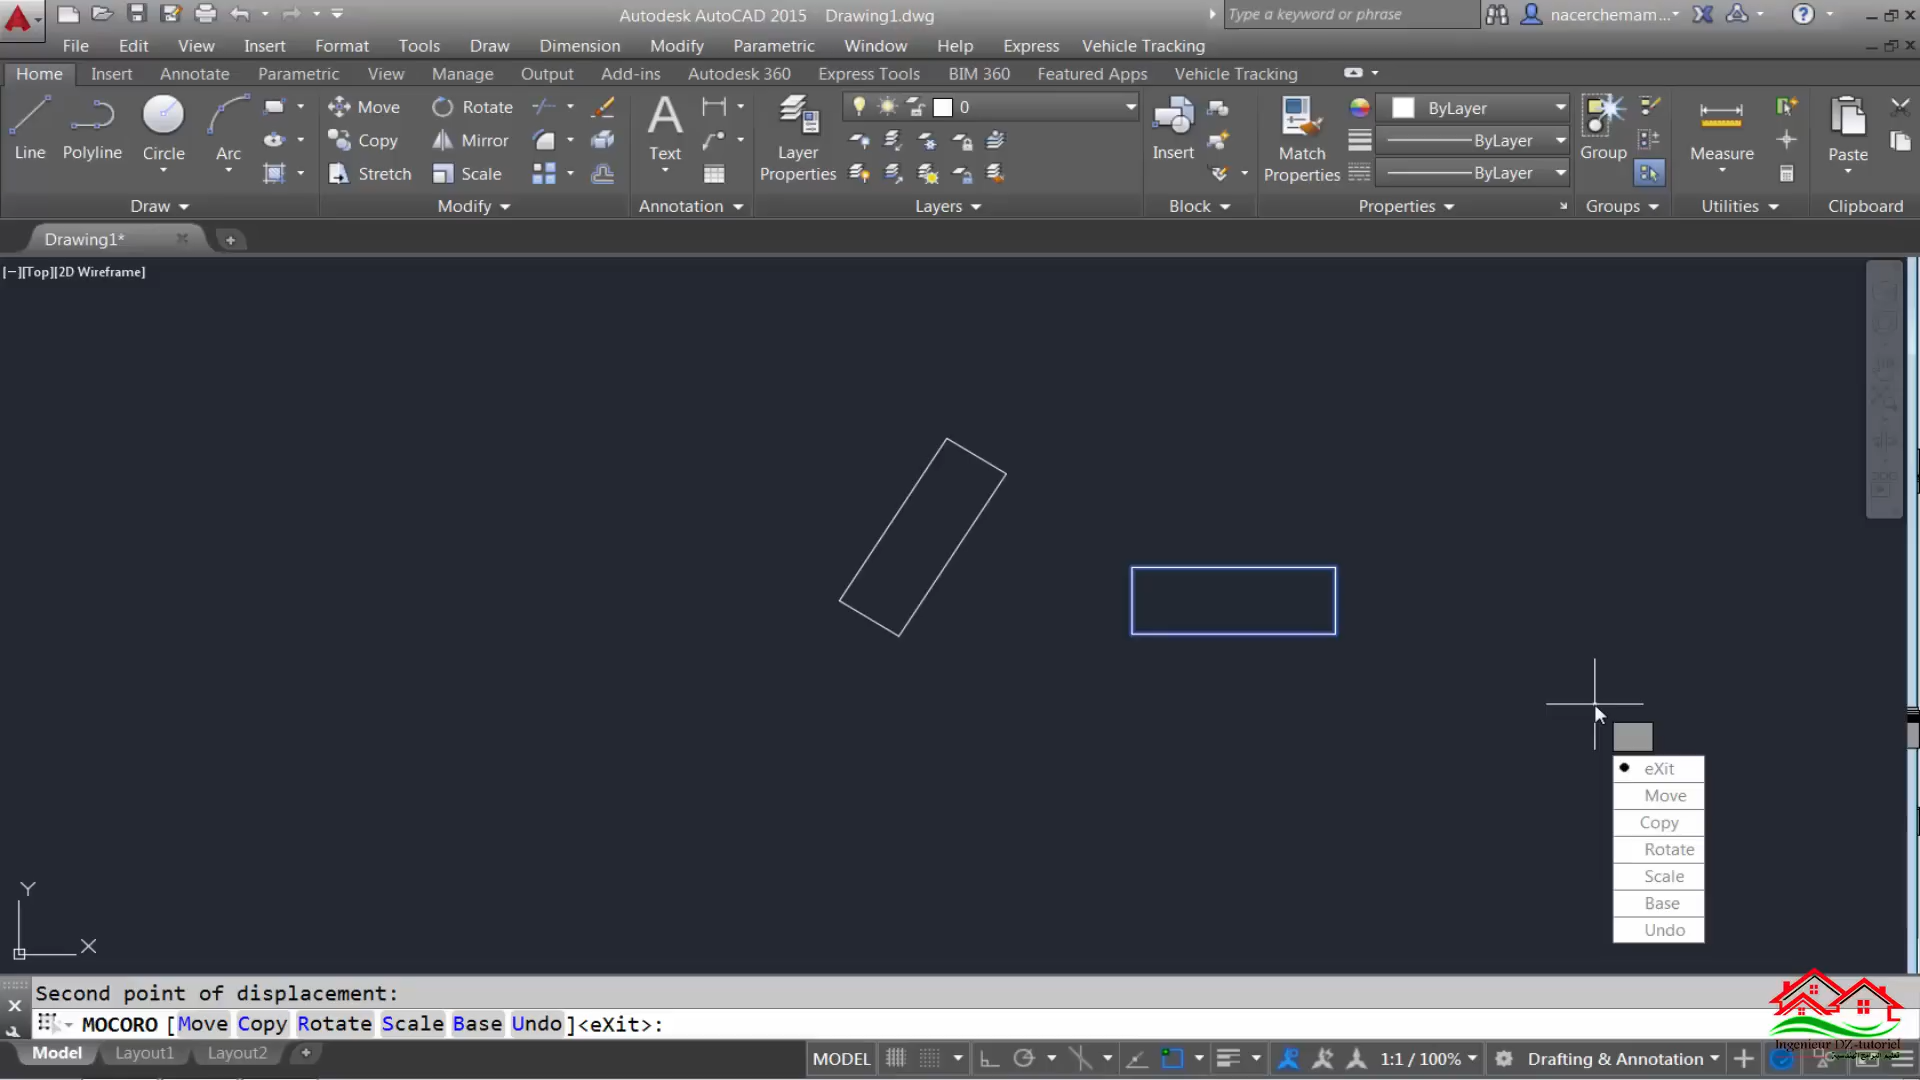 Autodesk AutoCAD 2015 Drawing1.dwg
Type a keyword or phrase
nacerchemam...
File Edit View Insert Format Tools Draw Dimension Modify Parametric Window Help Express Vehicle Tracking
Home Insert Annotate Parametric View Manage Output Add-ins Autodesk 360 Express Tools BIM 360 Featured Apps Vehicle Tracking
Line Polyline Circle Arc
Move Rotate
Copy Mirror
Stretch Scale
Text
Layer
Properties
0
Insert
Match
Properties
ByLayer
ByLayer
ByLayer
Group
Measure
Paste
Draw Modify Annotation Layers Block Properties Groups Utilities Clipboard
Drawing1*
[−][Top][2D Wireframe]
eXit
Move
Copy
Rotate
Scale
Base
Undo
Y
X
Second point of displacement:
MOCORO [Move Copy Rotate Scale Base Undo]<eXit>:
Model Layout1 Layout2
MODEL 1:1 / 100% Drafting & Annotation
Ingenieur DZ-tutoriel